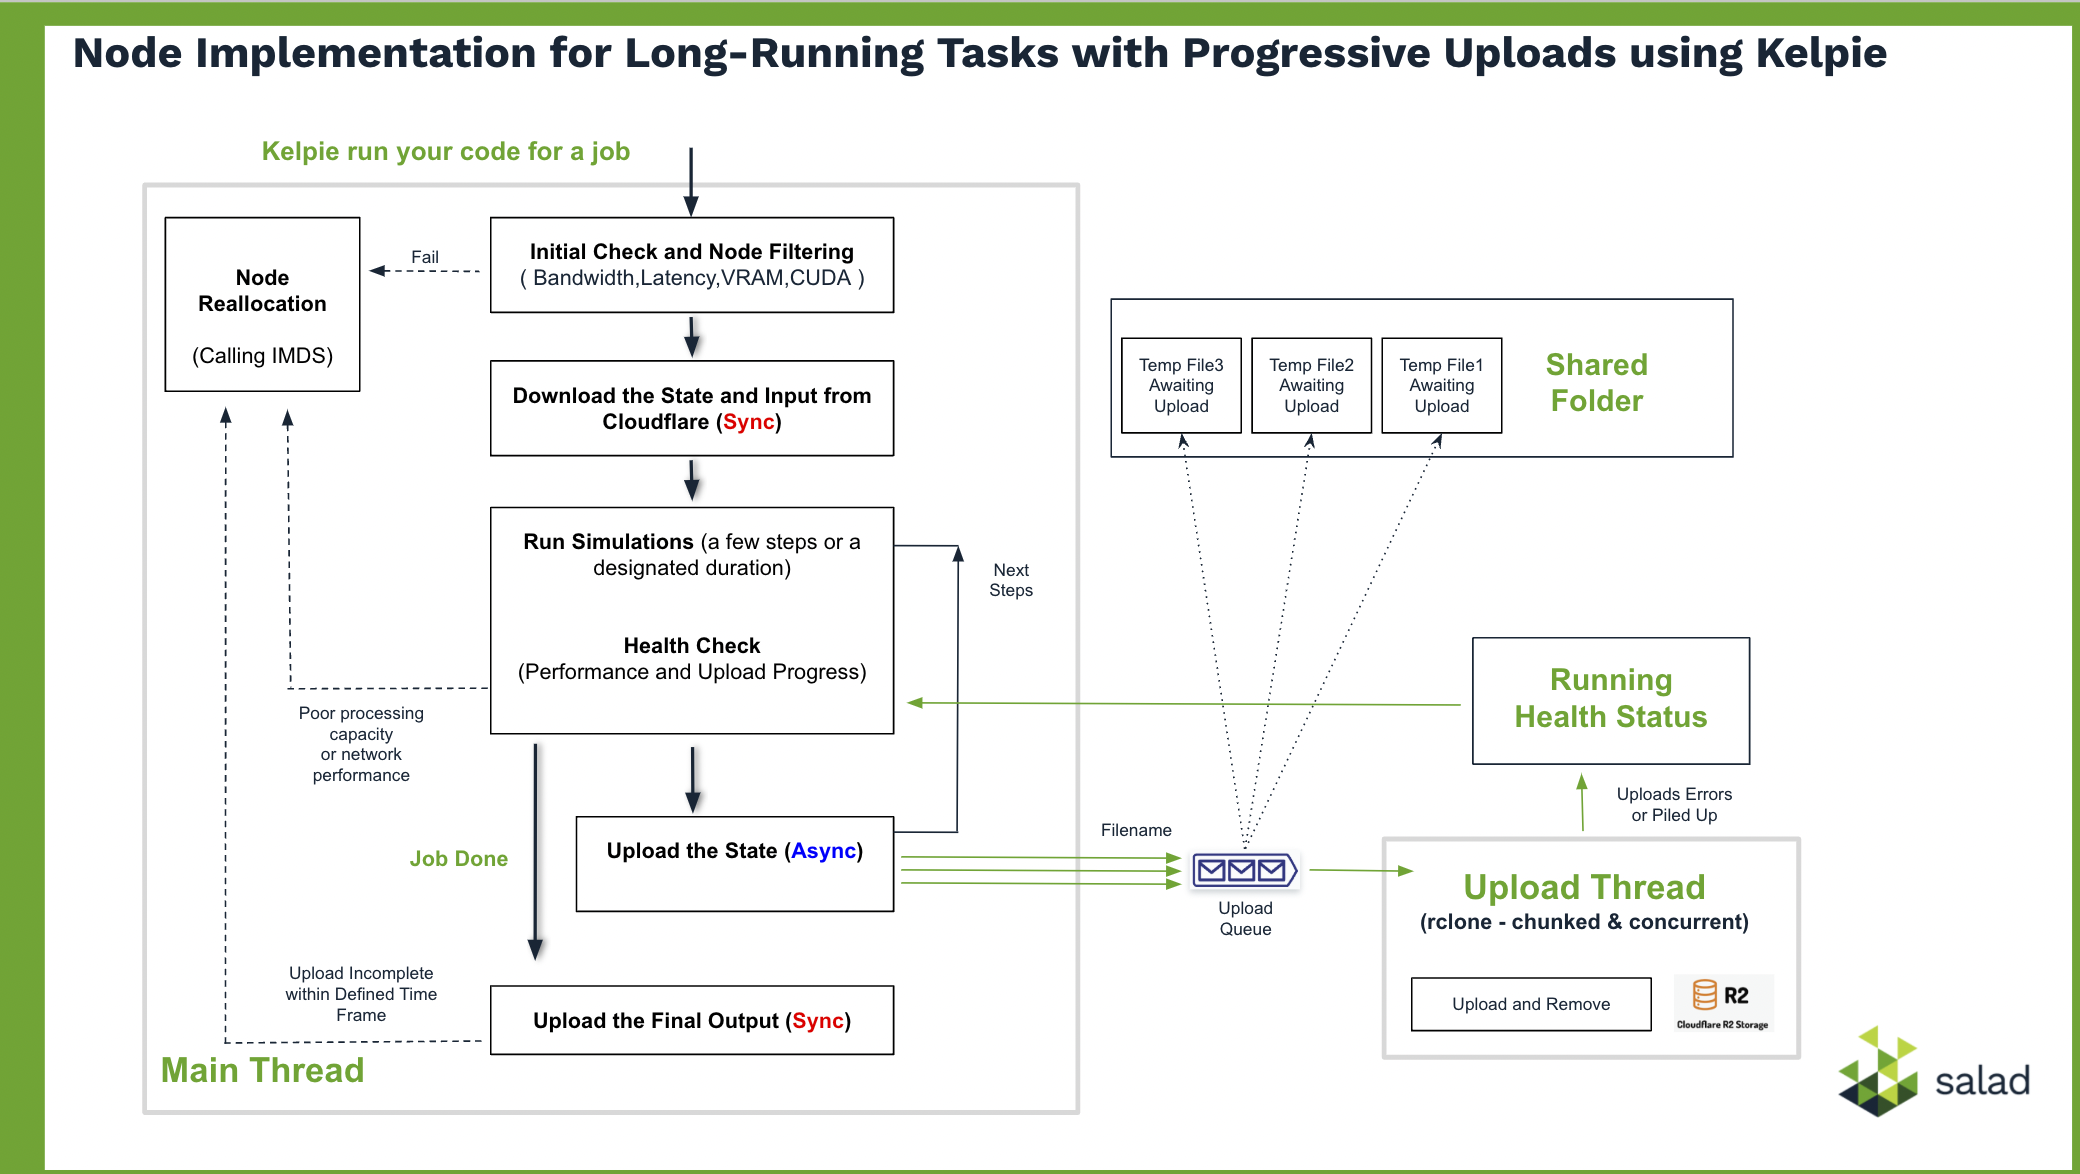 Node Implementation for Long-Running Tasks with Progressive Uploads using Kelpie
Kelpie run your code for a job
Node
Reallocation
(Calling IMDS)
Fail
Initial Check and Node Filtering
( Bandwidth,Latency,VRAM,CUDA )
Download the State and Input from
Cloudflare (Sync)
Run Simulations (a few steps or a
designated duration)
Health Check
(Performance and Upload Progress)
Next
Steps
Poor processing
capacity
or network
performance
Job Done
Upload the State (Async)
Upload Incomplete
within Defined Time
Frame
Upload the Final Output (Sync)
Main Thread
Temp File3
Awaiting
Upload
Temp File2
Awaiting
Upload
Temp File1
Awaiting
Upload
Shared
Folder
Running
Health Status
Uploads Errors
or Piled Up
Filename
Upload
Queue
Upload Thread
(rclone - chunked & concurrent)
Upload and Remove
R2
Cloudflare R2 Storage
salad